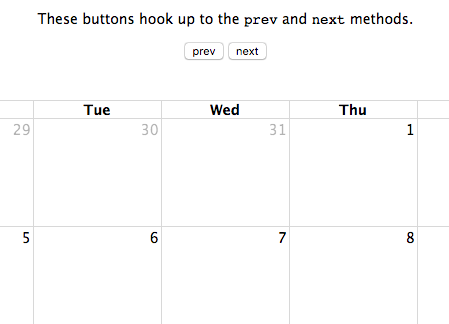 These buttons hook up to the prev and next methods.
prev next
Tue Wed Thu
29 30 31 1
5 6 7 8